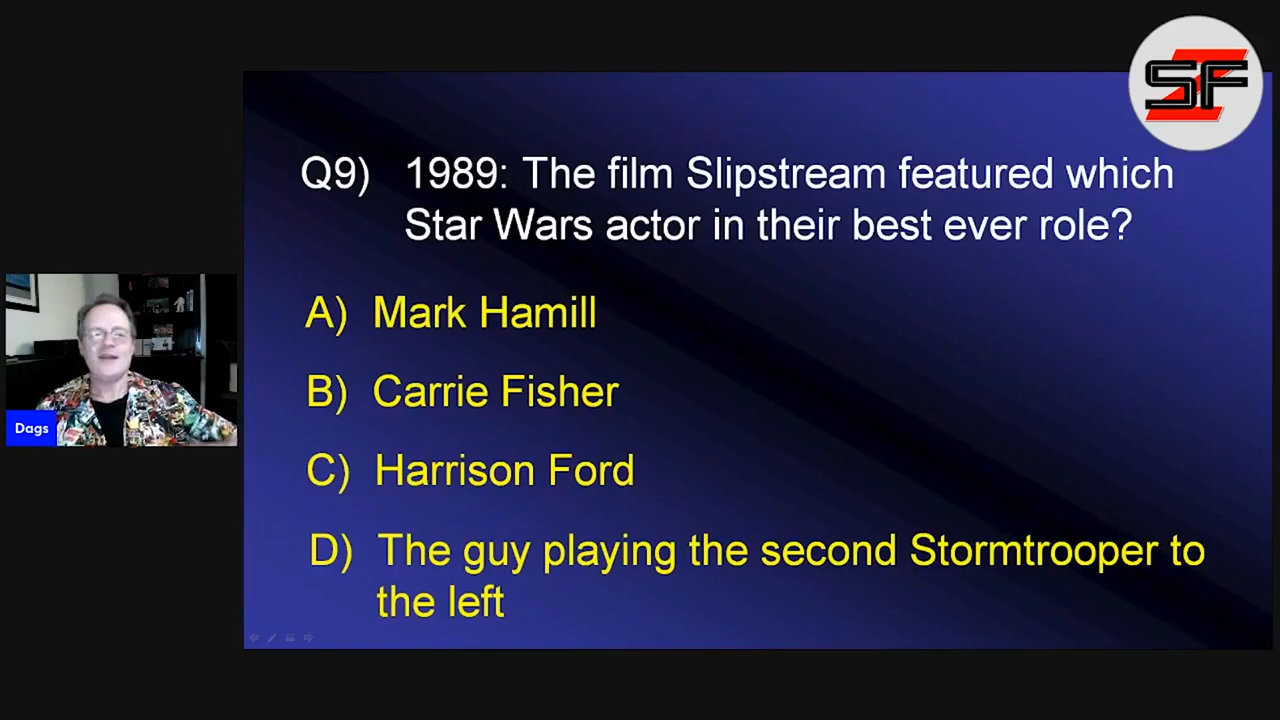 SF
Q9) 1989: The film Slipstream featured which
Star Wars actor in their best ever role?
A) Mark Hamill
B) Carrie Fisher
C) Harrison Ford
D) The guy playing the second Stormtrooper to
the left
Dags